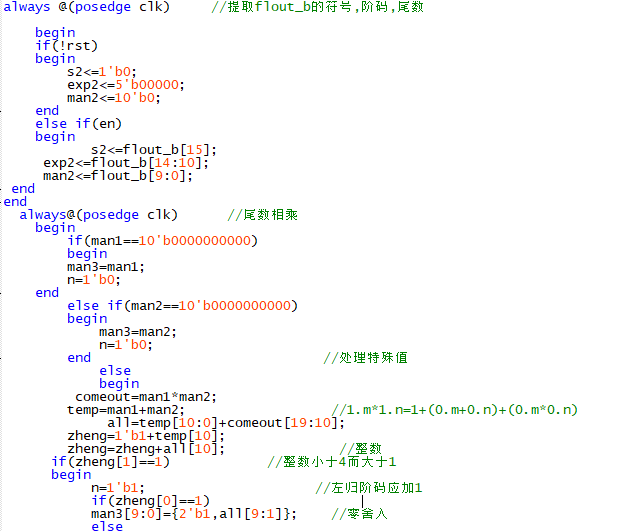 always @(posedge clk) //提取flout_b的符号,阶码,尾数
begin
if(!rst)
begin
s2<=1'b0;
exp2<=5'b00000;
man2<=10'b0;
end
else if(en)
begin
s2<=flout_b[15];
exp2<=flout_b[14:10];
man2<=flout_b[9:0];
end
end
always@(posedge clk) //尾数相乘
begin
if(man1==10'b0000000000)
begin
man3=man1;
n=1'b0;
end
else if(man2==10'b0000000000)
begin
man3=man2;
n=1'b0;
end //处理特殊值
else
begin
comeout=man1*man2;
temp=man1+man2; //1.m*1.n=1+(0.m+0.n)+(0.m*0.n)
all=temp[10:0]+comeout[19:10];
zheng=1'b1+temp[10];
zheng=zheng+all[10]; //整数
if(zheng[1]==1) //整数小于4而大于1
begin
n=1'b1; //左归阶码应加1
if(zheng[0]==1)
man3[9:0]={2'b1,all[9:1]}; //零舍入
else